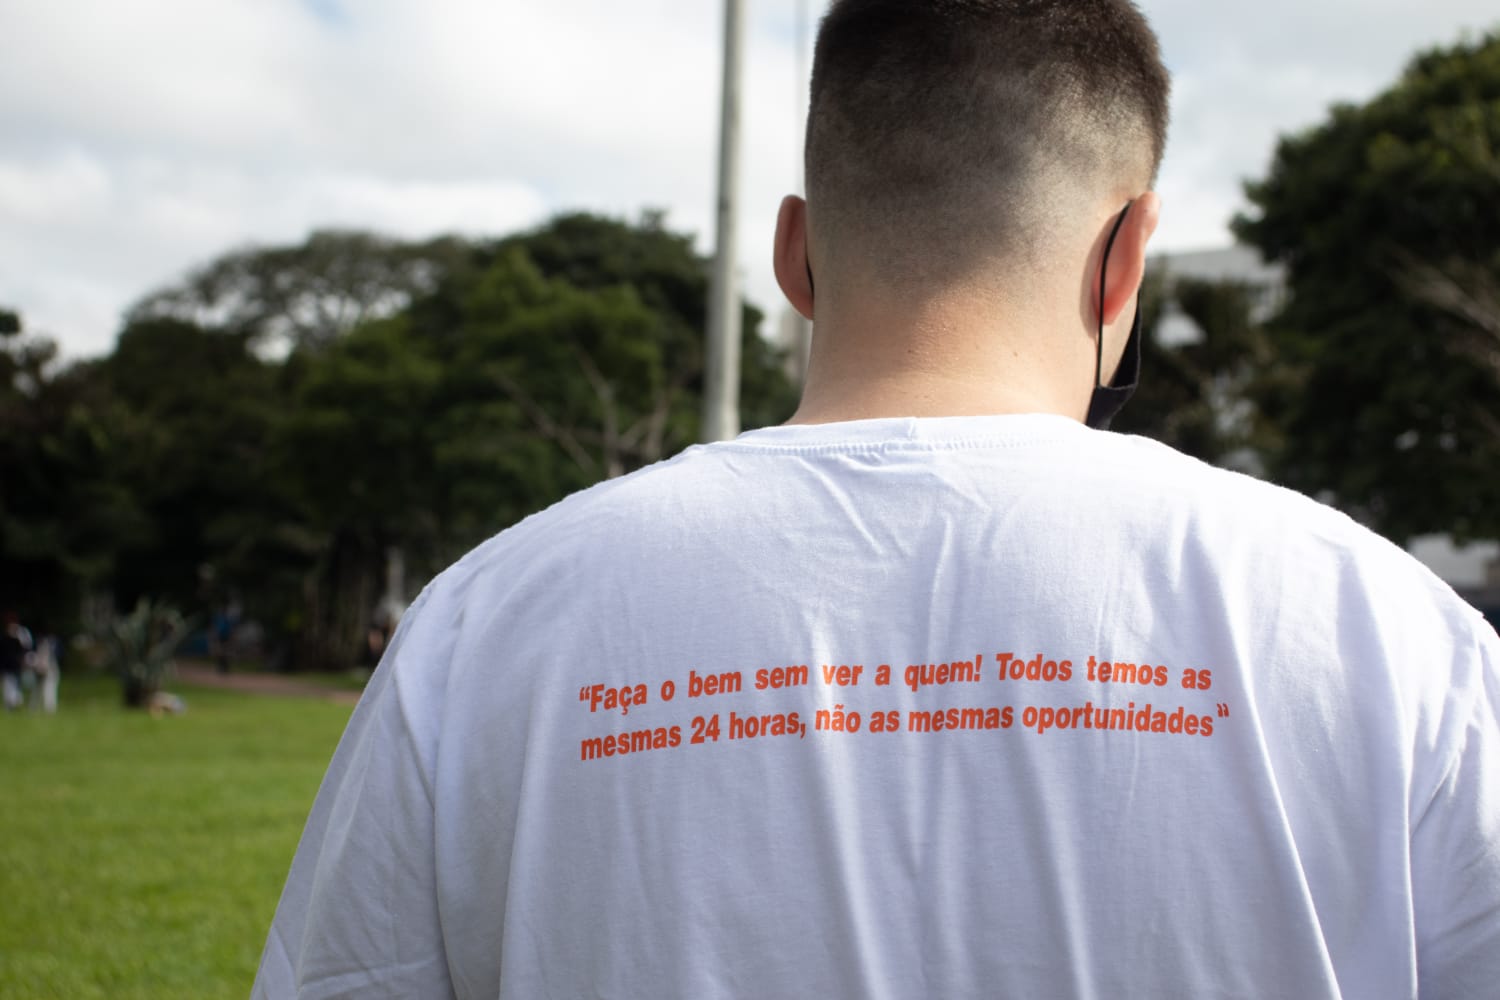 “Faça o bem sem ver a quem! Todos temos as
mesmas 24 horas, não as mesmas oportunidades”